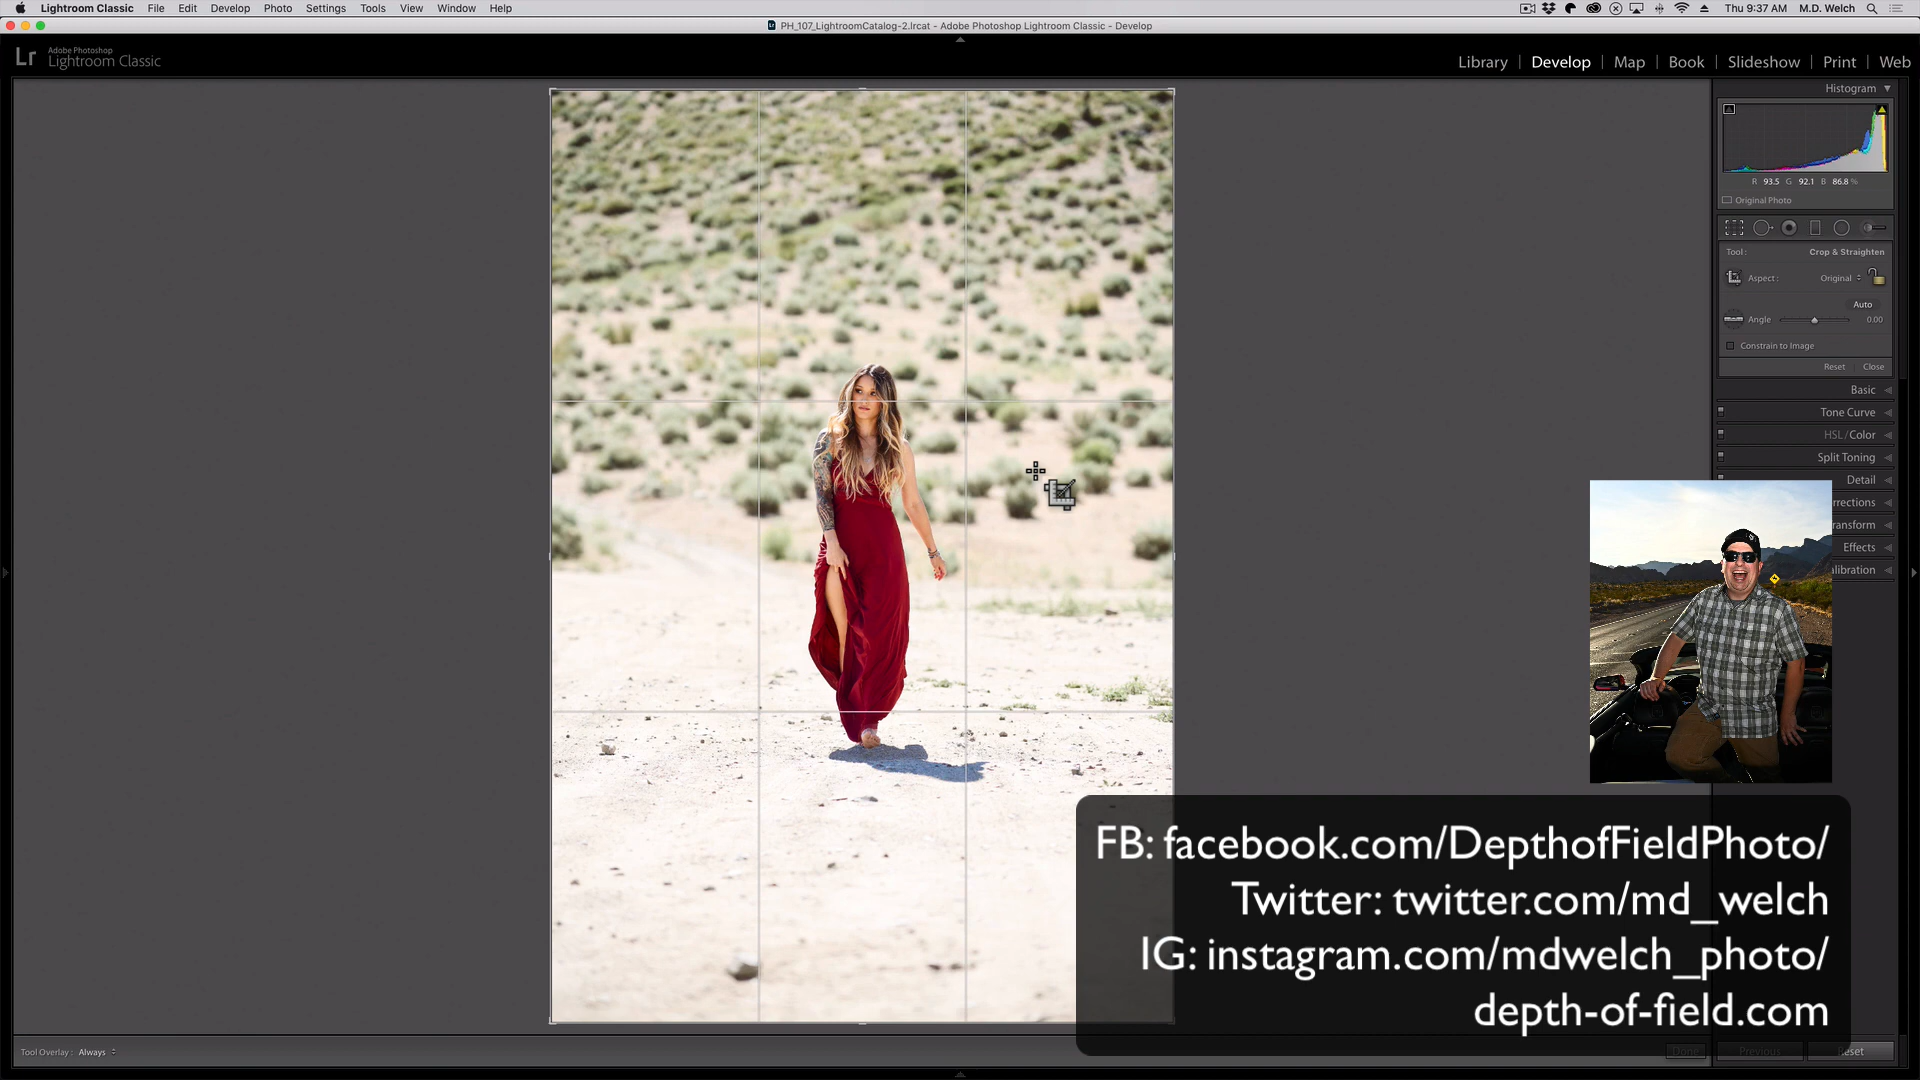 Lightroom Classic File Edit Develop Photo Settings Tools View Window Help Thu 9:37 AM M.D. Welch
PH_107_LightroomCatalog-2.lrcat - Adobe Photoshop Lightroom Classic - Develop
Lr
Adobe Photoshop
Lightroom Classic
Library | Develop | Map | Book | Slideshow | Print | Web
Histogram
R 93.5 G 92.1 B 86.8 %
Original Photo
Tool : Crop & Straighten
Aspect : Original
Auto
Angle 0.00
Constrain to Image
Reset Close
Basic
Tone Curve
HSL / Color
Split Toning
Detail
rrections
ransform
Effects
alibration
FB: facebook.com/DepthofFieldPhoto/
Twitter: twitter.com/md_welch
IG: instagram.com/mdwelch_photo/
depth-of-field.com
Tool Overlay : Always
Done Previous Reset